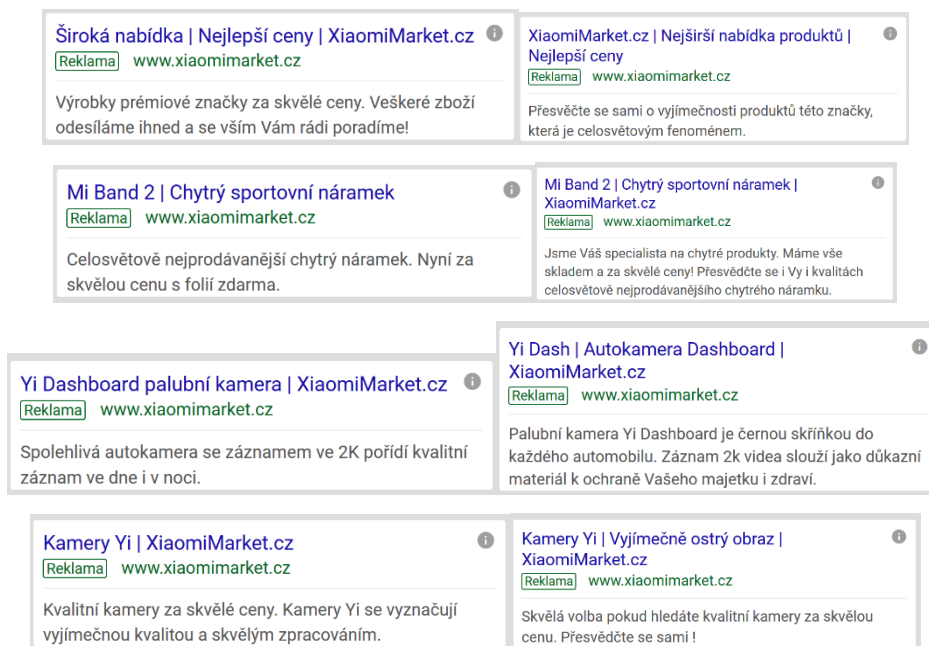 Široká nabídka | Nejlepší ceny | XiaomiMarket.cz
Reklama www.xiaomimarket.cz
Výrobky prémiové značky za skvělé ceny. Veškeré zboží
odesíláme ihned a se vším Vám rádi poradíme!
XiaomiMarket.cz | Nejširší nabídka produktů |
Nejlepší ceny
Reklama www.xiaomimarket.cz
Přesvěčte se sami o vyjímečnosti produktů této značky,
která je celosvětovým fenoménem.
Mi Band 2 | Chytrý sportovní náramek
Reklama www.xiaomimarket.cz
Celosvětově nejprodávanější chytrý náramek. Nyní za
skvělou cenu s folií zdarma.
Mi Band 2 | Chytrý sportovní náramek |
XiaomiMarket.cz
Reklama www.xiaomimarket.cz
Jsme Váš specialista na chytré produkty. Máme vše
skladem a za skvělé ceny! Přesvědčte se i Vy i kvalitách
celosvětově nejprodávanějšího chytrého náramku.
Yi Dashboard palubní kamera | XiaomiMarket.cz
Reklama www.xiaomimarket.cz
Spolehlivá autokamera se záznamem ve 2K pořídí kvalitní
záznam ve dne i v noci.
Yi Dash | Autokamera Dashboard |
XiaomiMarket.cz
Reklama www.xiaomimarket.cz
Palubní kamera Yi Dashboard je černou skříňkou do
každého automobilu. Záznam 2k videa slouží jako důkazní
materiál k ochraně Vašeho majetku i zdraví.
Kamery Yi | XiaomiMarket.cz
Reklama www.xiaomimarket.cz
Kvalitní kamery za skvělé ceny. Kamery Yi se vyznačují
vyjímečnou kvalitou a skvělým zpracováním.
Kamery Yi | Vyjímečně ostrý obraz |
XiaomiMarket.cz
Reklama www.xiaomimarket.cz
Skvělá volba pokud hledáte kvalitní kamery za skvělou
cenu. Přesvědčte se sami !